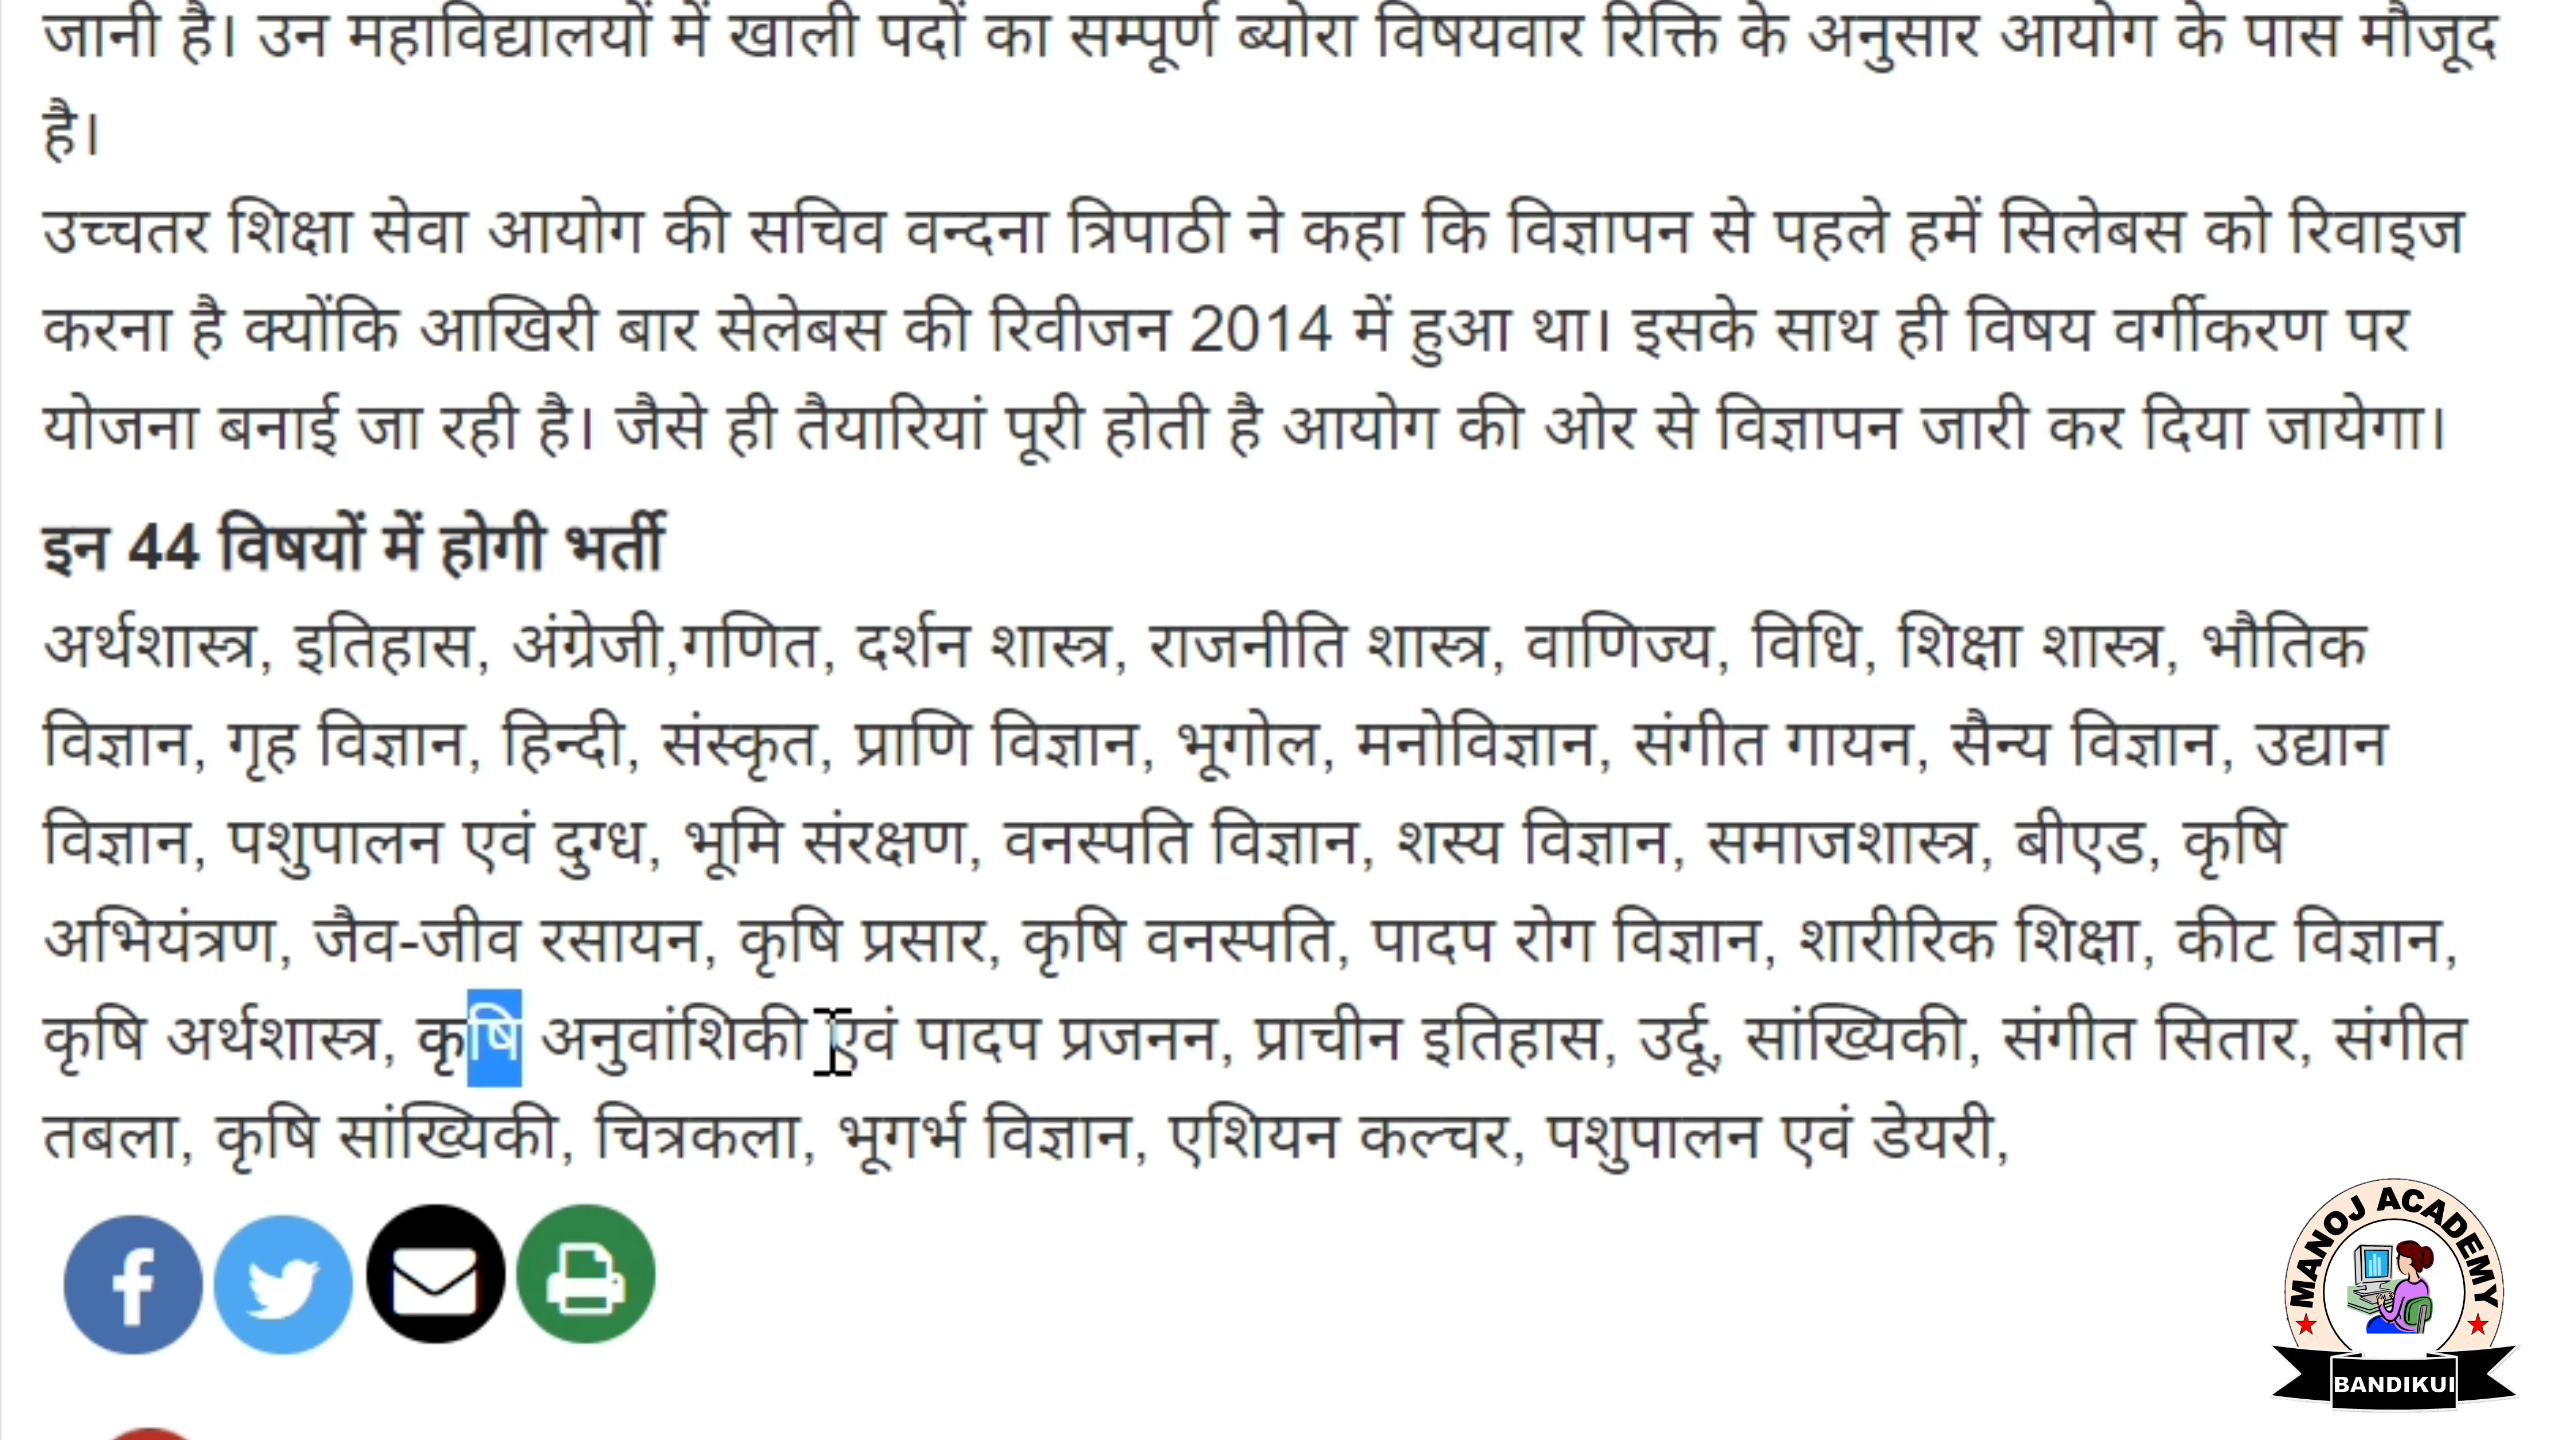 जानी है। उन महाविद्यालयों में खाली पदों का सम्पूर्ण ब्योरा विषयवार रिक्ति के अनुसार आयोग के पास मौजूद
है।
उच्चतर शिक्षा सेवा आयोग की सचिव वन्दना त्रिपाठी ने कहा कि विज्ञापन से पहले हमें सिलेबस को रिवाइज
करना है क्योंकि आखिरी बार सेलेबस की रिवीजन 2014 में हुआ था। इसके साथ ही विषय वर्गीकरण पर
योजना बनाई जा रही है। जैसे ही तैयारियां पूरी होती है आयोग की ओर से विज्ञापन जारी कर दिया जायेगा।
इन 44 विषयों में होगी भर्ती
अर्थशास्त्र, इतिहास, अंग्रेजी,गणित, दर्शन शास्त्र, राजनीति शास्त्र, वाणिज्य, विधि, शिक्षा शास्त्र, भौतिक
विज्ञान, गृह विज्ञान, हिन्दी, संस्कृत, प्राणि विज्ञान, भूगोल, मनोविज्ञान, संगीत गायन, सैन्य विज्ञान, उद्यान
विज्ञान, पशुपालन एवं दुग्ध, भूमि संरक्षण, वनस्पति विज्ञान, शस्य विज्ञान, समाजशास्त्र, बीएड, कृषि
अभियंत्रण, जैव-जीव रसायन, कृषि प्रसार, कृषि वनस्पति, पादप रोग विज्ञान, शारीरिक शिक्षा, कीट विज्ञान,
कृषि अर्थशास्त्र, कृषि अनुवांशिकी एवं पादप प्रजनन, प्राचीन इतिहास, उर्दू, सांख्यिकी, संगीत सितार, संगीत
तबला, कृषि सांख्यिकी, चित्रकला, भूगर्भ विज्ञान, एशियन कल्चर, पशुपालन एवं डेयरी,
MANOJ ACADEMY
BANDIKUI